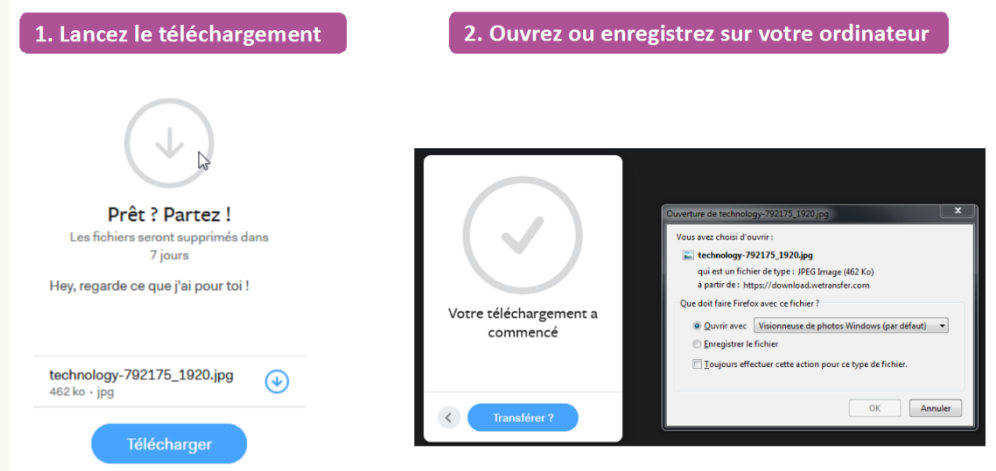 1. Lancez le téléchargement
2. Ouvrez ou enregistrez sur votre ordinateur
Prêt ? Partez !
Les fichiers seront supprimés dans
7 jours
Hey, regarde ce que j'ai pour toi !
technology-792175_1920.jpg
462 ko · jpg
Télécharger
Votre téléchargement a
commencé
Transférer ?
Ouverture de technology-792175_1920.jpg
Vous avez choisi d'ouvrir :
technology-792175_1920.jpg
qui est un fichier de type : JPEG Image (462 Ko)
à partir de : https://download.wetransfer.com
Que doit faire Firefox avec ce fichier ?
Ouvrir avec Visionneuse de photos Windows (par défaut)
Enregistrer le fichier
Toujours effectuer cette action pour ce type de fichier.
OK Annuler